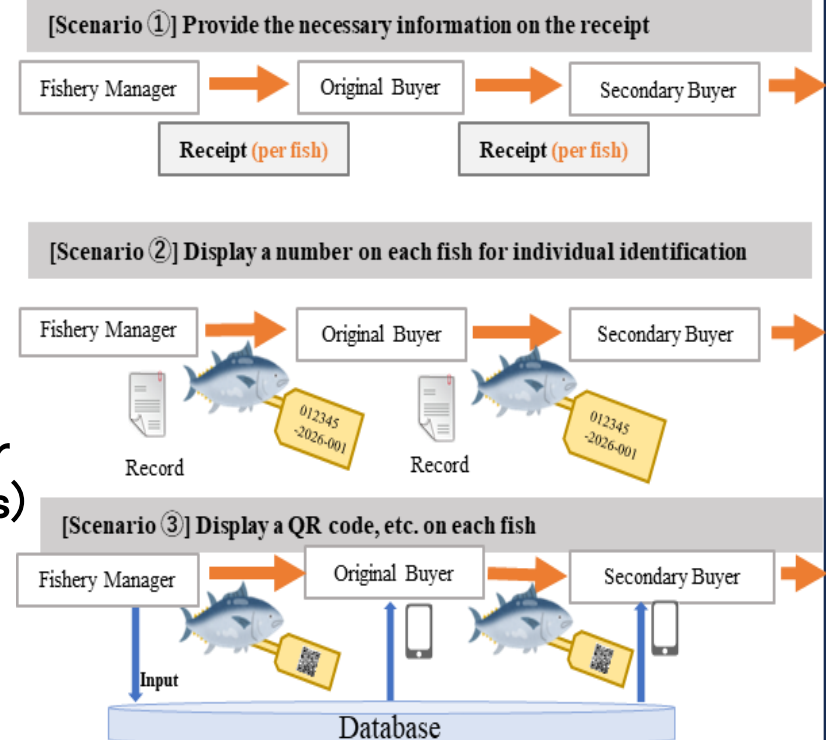 [Scenario ①] Provide the necessary information on the receipt
Fishery Manager
Original Buyer
Secondary Buyer
Receipt (per fish)
Receipt (per fish)
[Scenario ②] Display a number on each fish for individual identification
Fishery Manager
Original Buyer
Secondary Buyer
012345
-2026-001
012345
-2026-001
Record
Record
s)
[Scenario ③] Display a QR code, etc. on each fish
Fishery Manager
Original Buyer
Secondary Buyer
Input
Database